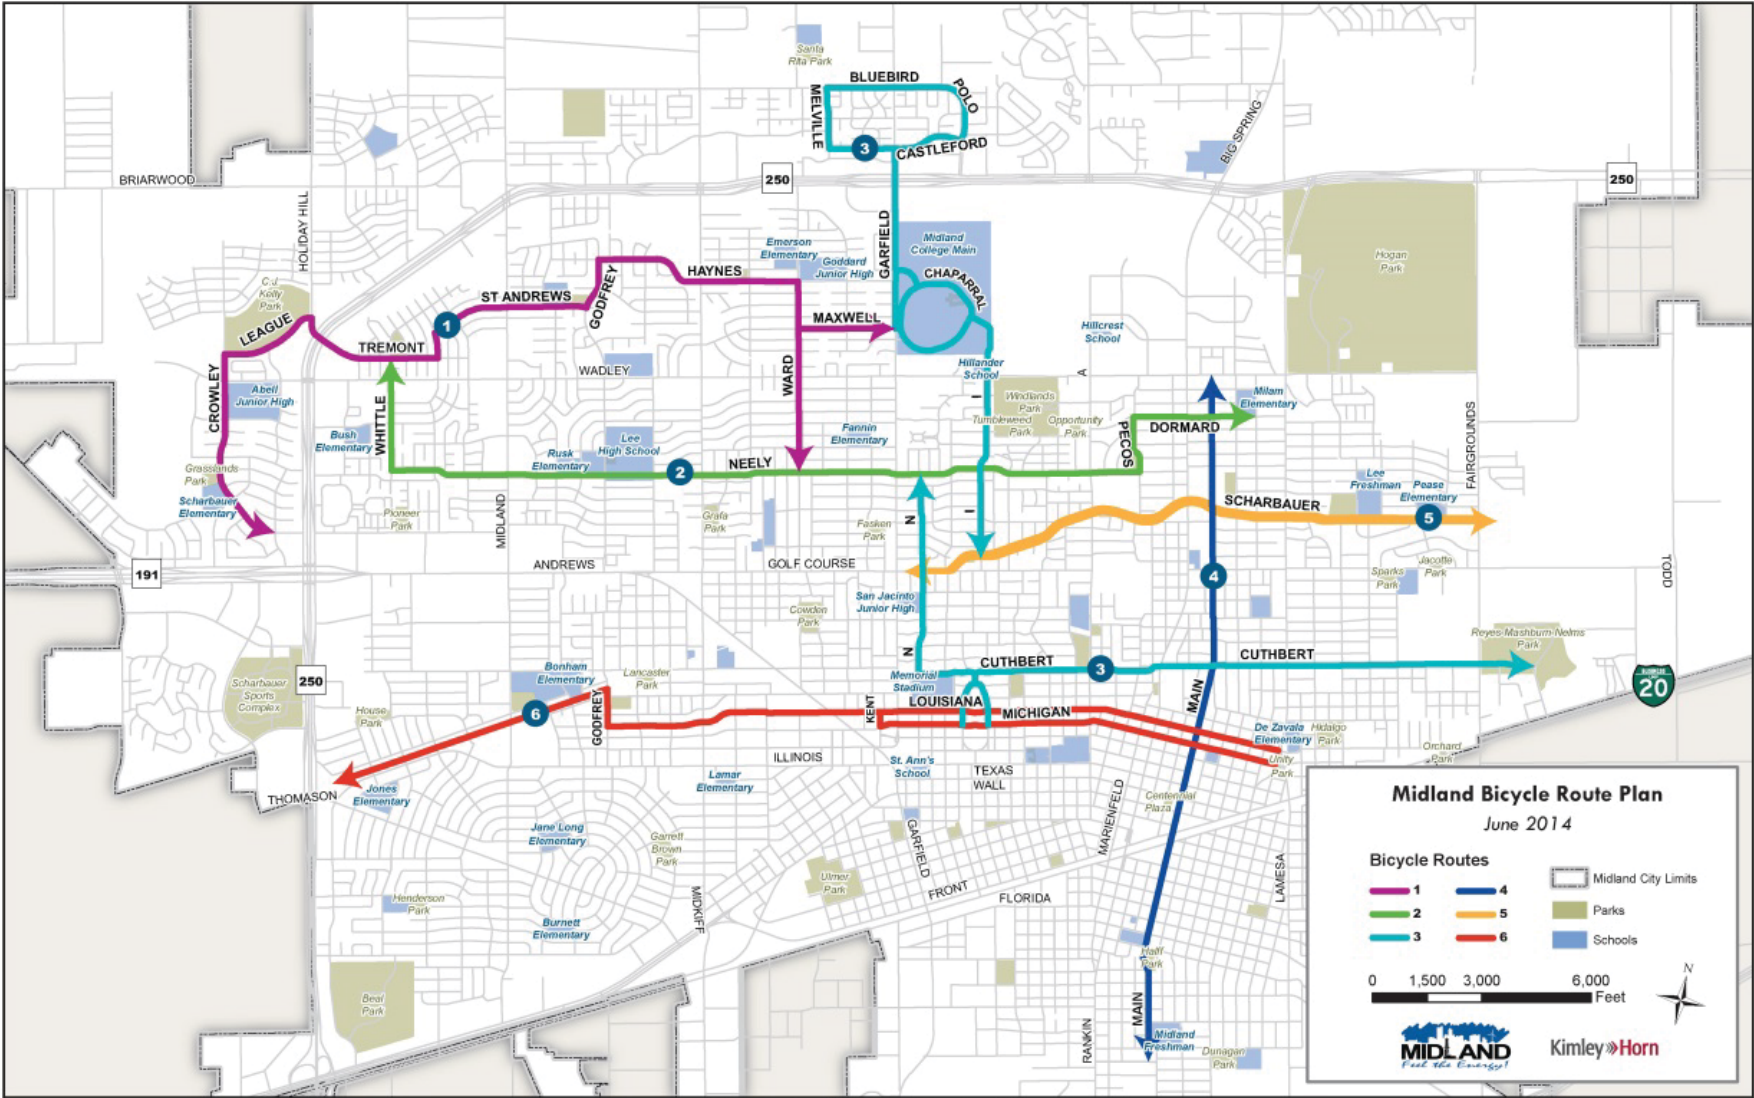 Santa
Rita Park
BLUEBIRD
POLO
MELVILLE
3
CASTLEFORD
BIG SPRING
BRIARWOOD
250
250
HOLIDAY HILL
GARFIELD
Midland
College Main
Emerson
Elementary
Goddard
Junior High
Hogan
Park
C.J.
Kelly
Park
HAYNES
CHAPARRAL
ST ANDREWS
GODFREY
LEAGUE
1
MAXWELL
TREMONT
Hillcrest
School
WADLEY
WARD
Hillander
School
A
CROWLEY
Abell
Junior High
WHITTLE
I
Windlands
Park
Tumbleweed
Park
Opportunity
Park
Milam
Elementary
PECOS
DORMARD
FAIRGROUNDS
Bush
Elementary
Lee
High School
Rusk
Elementary
Fannin
Elementary
2
NEELY
Grasslands
Park
Scharbauer
Elementary
Pioneer
Park
MIDLAND
Grafa
Park
Fasken
Park
N
I
SCHARBAUER
Lee
Freshman
Pease
Elementary
5
191
ANDREWS
GOLF COURSE
4
Sparks
Park
Jacotte
Park
TODD
San Jacinto
Junior High
Cowden
Park
N
CUTHBERT
3
CUTHBERT
Reyes-Mashburn-Nelms
Park
20
250
Scharbauer
Sports
Complex
Bonham
Elementary
Lancaster
Park
Memorial
Stadium
MAIN
House
Park
6
GODFREY
KENT
LOUISIANA
MICHIGAN
De Zavala
Elementary
Hidalgo
Park
Unity
Park
Orchard
Park
ILLINOIS
St. Ann's
School
TEXAS
WALL
THOMASON
Jones
Elementary
Lamar
Elementary
Centennial
Plaza
MARIENFELD
Jane Long
Elementary
Garrett
Brown
Park
GARFIELD
Ulmer
Park
FRONT
FLORIDA
LAMESA
Henderson
Park
MIDKIFF
Burnett
Elementary
Half
Park
Beal
Park
MAIN
RANKIN
Midland
Freshman
Dunagan
Park
Midland Bicycle Route Plan
June 2014
Bicycle Routes
1
2
3
4
5
6
Midland City Limits
Parks
Schools
0 1,500 3,000 6,000
Feet
N
MIDLAND
Feel the Energy!
Kimley»Horn